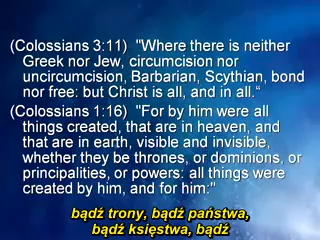 (Colossians 3:11)  "Where there is neither
Greek nor Jew, circumcision nor
uncircumcision, Barbarian, Scythian, bond
nor free: but Christ is all, and in all.“
(Colossians 1:16)  "For by him were all
things created, that are in heaven, and
that are in earth, visible and invisible,
whether they be thrones, or dominions, or
principalities, or powers: all things were
created by him, and for him:"
bądź trony, bądź państwa,
bądź księstwa, bądź